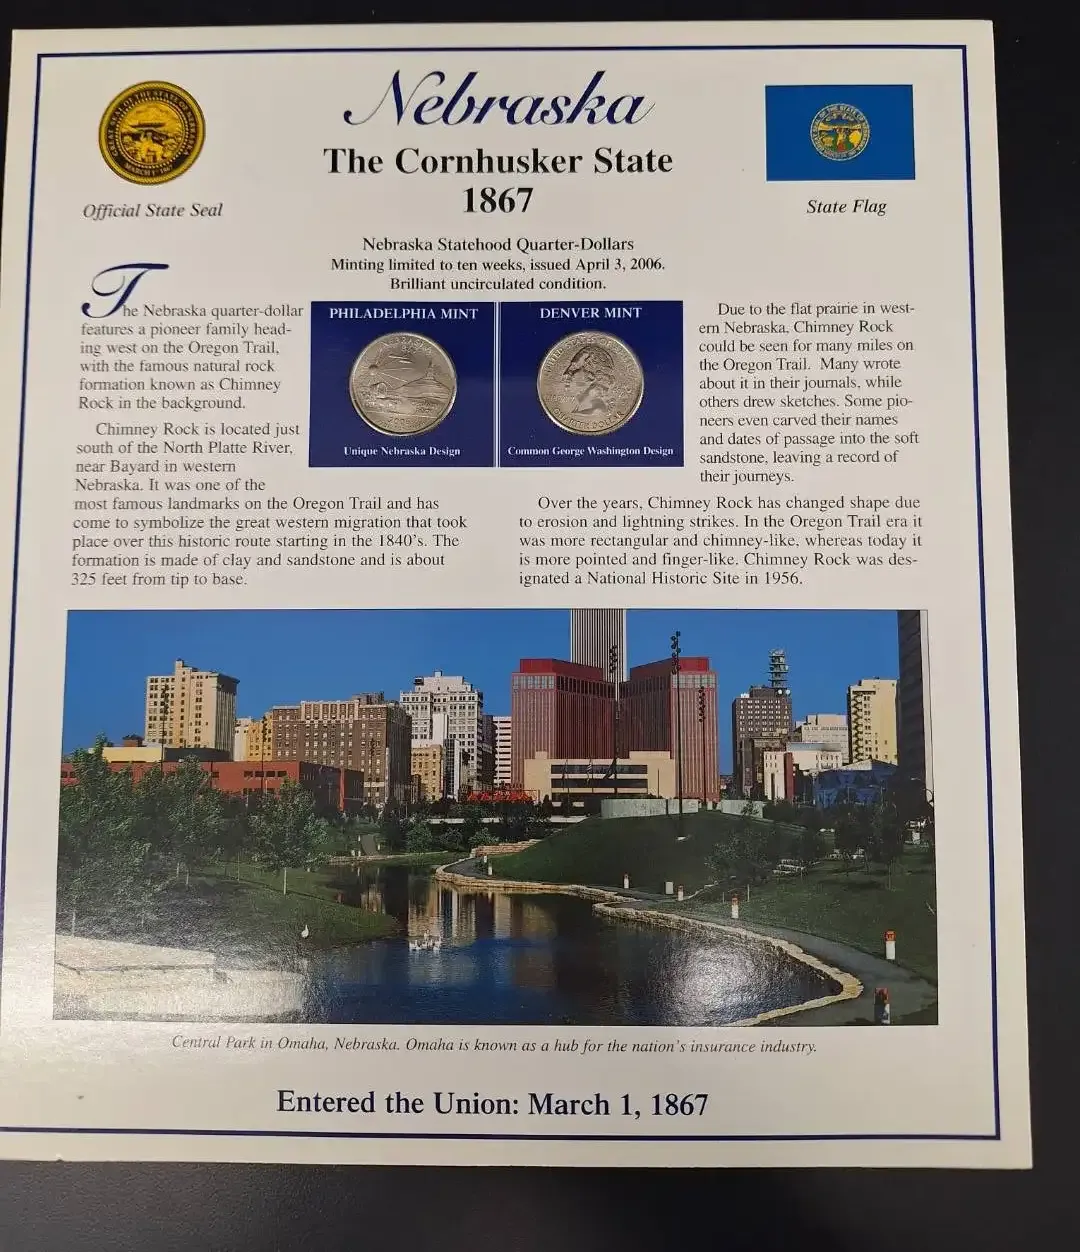 Nebraska
The Cornhusker State
1867
Official State Seal
State Flag
Nebraska Statehood Quarter-Dollars
Minting limited to ten weeks, issued April 3, 2006.
Brilliant uncirculated condition.
The Nebraska quarter-dollar
features a pioneer family head-
ing west on the Oregon Trail,
with the famous natural rock
formation known as Chimney
Rock in the background.
Chimney Rock is located just
south of the North Platte River,
near Bayard in western
Nebraska. It was one of the
most famous landmarks on the Oregon Trail and has
come to symbolize the great western migration that took
place over this historic route starting in the 1840's. The
formation is made of clay and sandstone and is about
325 feet from tip to base.
PHILADELPHIA MINT
Unique Nebraska Design
DENVER MINT
QUARTER DOLLAR
Common George Washington Design
Due to the flat prairie in west-
ern Nebraska, Chimney Rock
could be seen for many miles on
the Oregon Trail. Many wrote
about it in their journals, while
others drew sketches. Some pio-
neers even carved their names
and dates of passage into the soft
sandstone, leaving a record of
their journeys.
Over the years, Chimney Rock has changed shape due
to erosion and lightning strikes. In the Oregon Trail era it
was more rectangular and chimney-like, whereas today it
is more pointed and finger-like. Chimney Rock was des-
ignated a National Historic Site in 1956.
Central Park in Omaha, Nebraska. Omaha is known as a hub for the nation's insurance industry.
Entered the Union: March 1, 1867